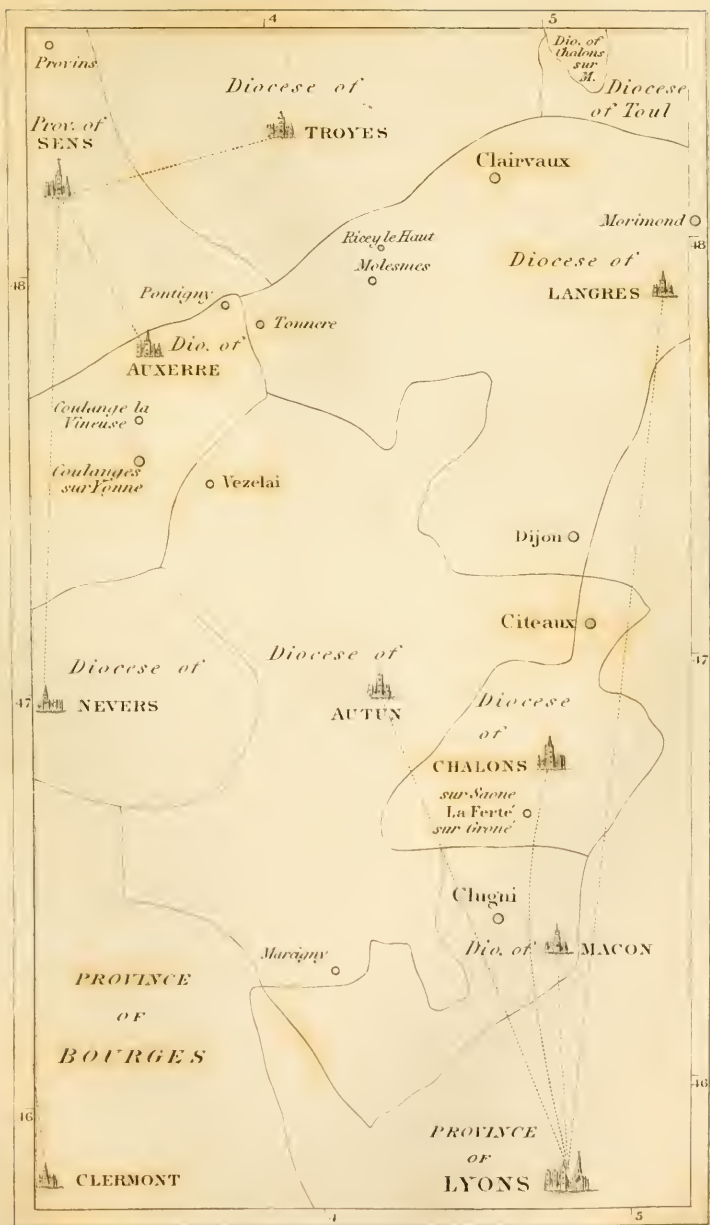 4
5
Provins
Dio. of
Chalons
sur
M.
Diocese of
TROYES
Diocese
of Toul
Prov. of
SENS
Clairvaux
Morimond
48
Ricey le Haut
Molesmes
Diocese of
LANGRES
48
Pontigny
Tonnere
Dio. of
AUXERRE
Coulange la
Vineuse
Coulanges
sur Yonne
Vezelai
Dijon
Citeaux
47
Diocese of
NEVERS
Diocese of
AUTUN
Diocese
of
CHALONS
sur Saone
47
La Ferté
sur Grouë
Clugni
Dio. of MACON
Marcigny
PROVINCE
OF
BOURGES
46
46
PROVINCE
OF
LYONS
CLERMONT
4
5